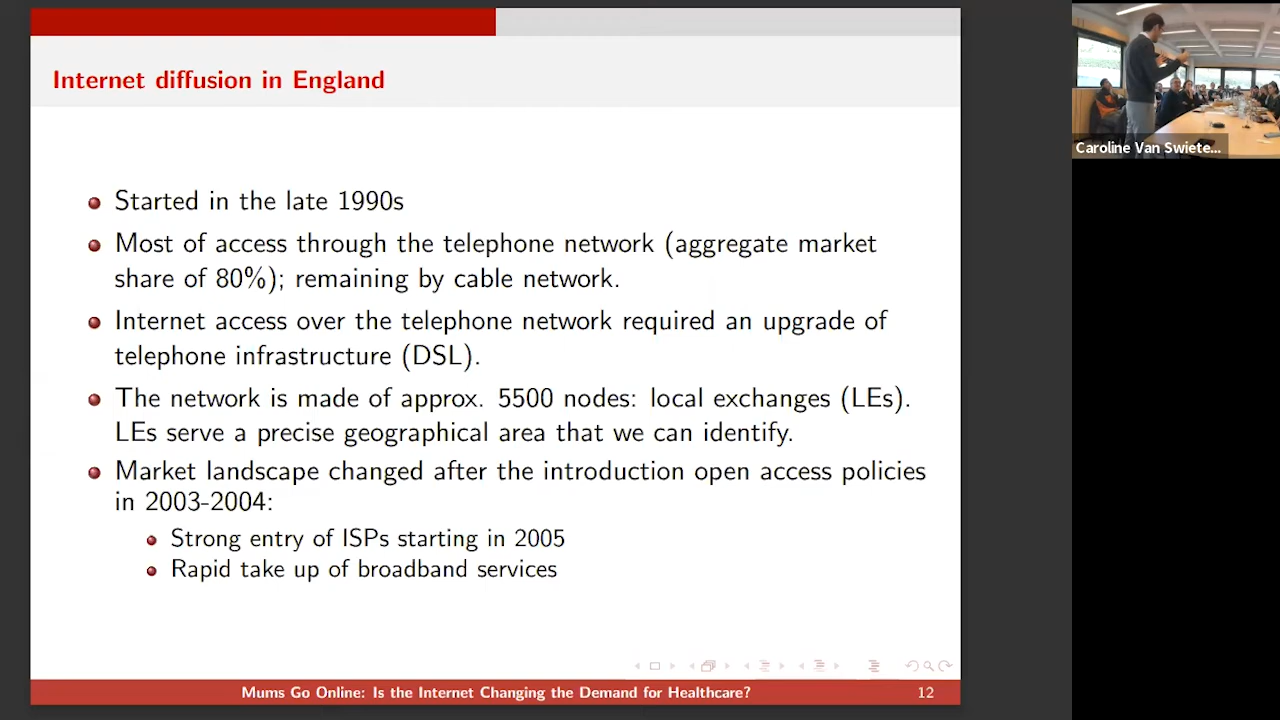 Internet diffusion in England
Started in the late 1990s
Most of access through the telephone network (aggregate market
share of 80%); remaining by cable network.
Internet access over the telephone network required an upgrade of
telephone infrastructure (DSL).
The network is made of approx. 5500 nodes: local exchanges (LEs).
LEs serve a precise geographical area that we can identify.
Market landscape changed after the introduction open access policies
in 2003-2004:
Strong entry of ISPs starting in 2005
Rapid take up of broadband services
Mums Go Online: Is the Internet Changing the Demand for Healthcare?
12
Caroline Van Swiete...